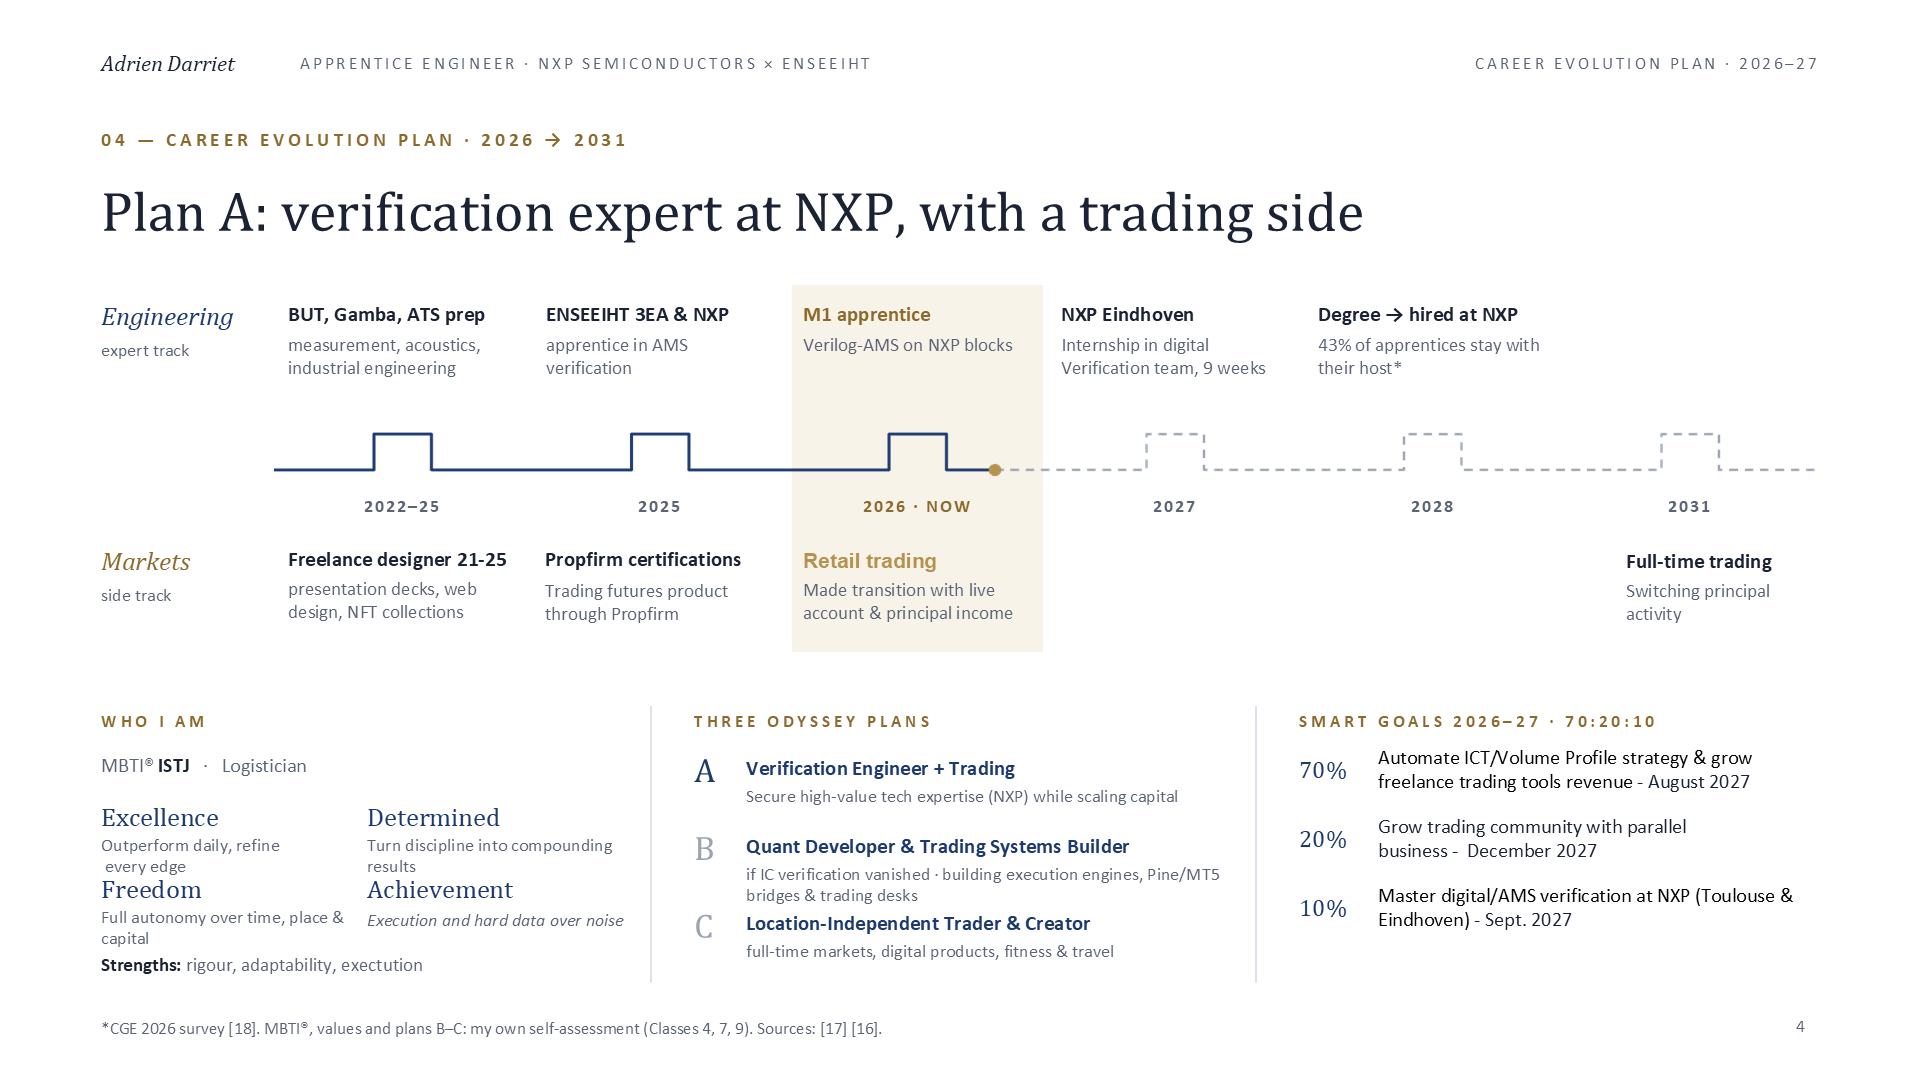 Adrien Darriet
APPRENTICE ENGINEER · NXP SEMICONDUCTORS × ENSEEIHT
CAREER EVOLUTION PLAN · 2026–27
04 — CAREER EVOLUTION PLAN · 2026 → 2031
Plan A: verification expert at NXP, with a trading side
Engineering
expert track
BUT, Gamba, ATS prep
measurement, acoustics,
industrial engineering
ENSEEIHT 3EA & NXP
apprentice in AMS
verification
M1 apprentice
Verilog-AMS on NXP blocks
NXP Eindhoven
Internship in digital
Verification team, 9 weeks
Degree → hired at NXP
43% of apprentices stay with
their host*
2022–25
2025
2026 · NOW
2027
2028
2031
Markets
side track
Freelance designer 21-25
presentation decks, web
design, NFT collections
Propfirm certifications
Trading futures product
through Propfirm
Retail trading
Made transition with live
account & principal income
Full-time trading
Switching principal
activity
WHO I AM
MBTI® ISTJ · Logistician
Excellence
Outperform daily, refine
every edge
Determined
Turn discipline into compounding
results
Freedom
Full autonomy over time, place &
capital
Achievement
Execution and hard data over noise
Strengths: rigour, adaptability, exectution
THREE ODYSSEY PLANS
A
Verification Engineer + Trading
Secure high-value tech expertise (NXP) while scaling capital
B
Quant Developer & Trading Systems Builder
if IC verification vanished · building execution engines, Pine/MT5
bridges & trading desks
C
Location-Independent Trader & Creator
full-time markets, digital products, fitness & travel
SMART GOALS 2026–27 · 70:20:10
70%
Automate ICT/Volume Profile strategy & grow
freelance trading tools revenue - August 2027
20%
Grow trading community with parallel
business - December 2027
10%
Master digital/AMS verification at NXP (Toulouse &
Eindhoven) - Sept. 2027
*CGE 2026 survey [18]. MBTI®, values and plans B–C: my own self-assessment (Classes 4, 7, 9). Sources: [17] [16].
4